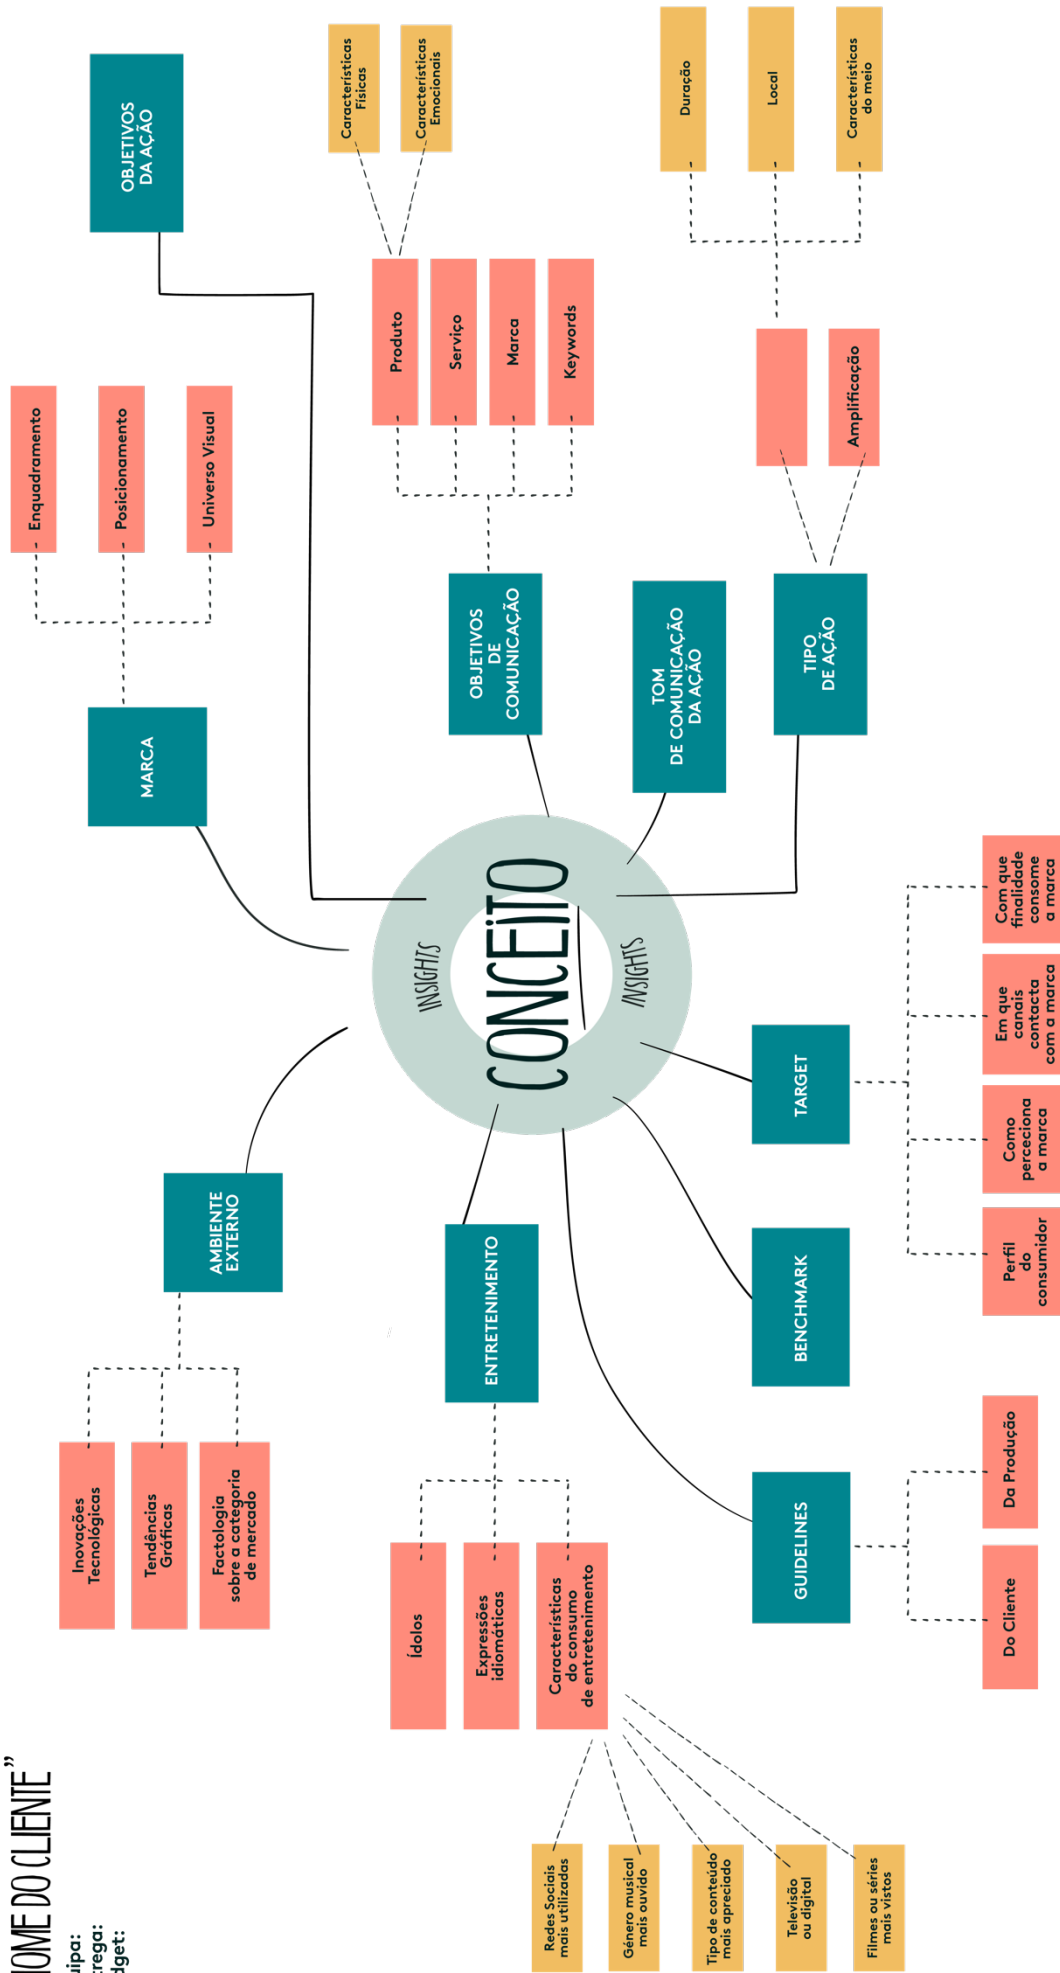 NOME DO CLIENTE”
Inovações
Tecnológicas
Tendências
Gráficas
Factologia
sobre a categoria
de mercado
AMBIENTE
EXTERNO
MARCA
Enquadramento
Posicionamento
Universo Visual
OBJETIVOS
DA AÇÃO
Ídolos
Expressões
idiomáticas
Características
do consumo
de entretenimento
ENTRETENIMENTO
Redes Sociais
mais utilizadas
Género musical
mais ouvido
Tipo de conteúdo
mais apreciado
Televisão
ou digital
Filmes ou séries
mais vistos
INSIGHTS
CONCEITO
INSIGHTS
OBJETIVOS
DE
COMUNICAÇÃO
Produto
Serviço
Marca
Keywords
Características
Físicas
Características
Emocionais
TOM
DE COMUNICAÇÃO
DA AÇÃO
TIPO
DE AÇÃO
Amplificação
Duração
Local
Características
do meio
GUIDELINES
Do Cliente
Da Produção
BENCHMARK
TARGET
Perfil
do
consumidor
Como
perceciona
a marca
Em que
canais
contacta
com a marca
Com que
finalidade
consome
a marca